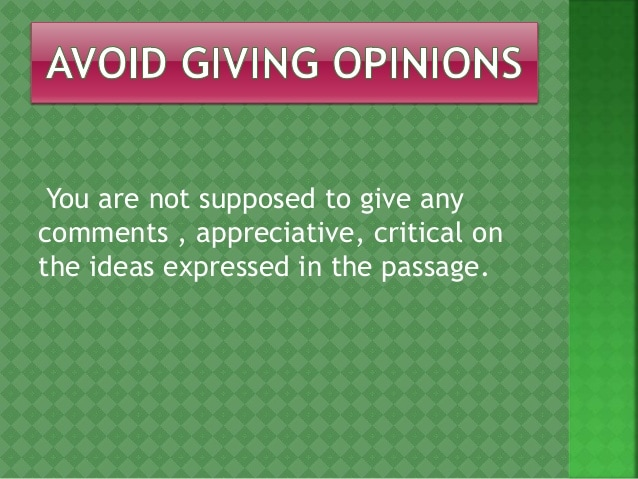 AVOID GIVING OPINIONS
You are not supposed to give any
comments , appreciative, critical on
the ideas expressed in the passage.